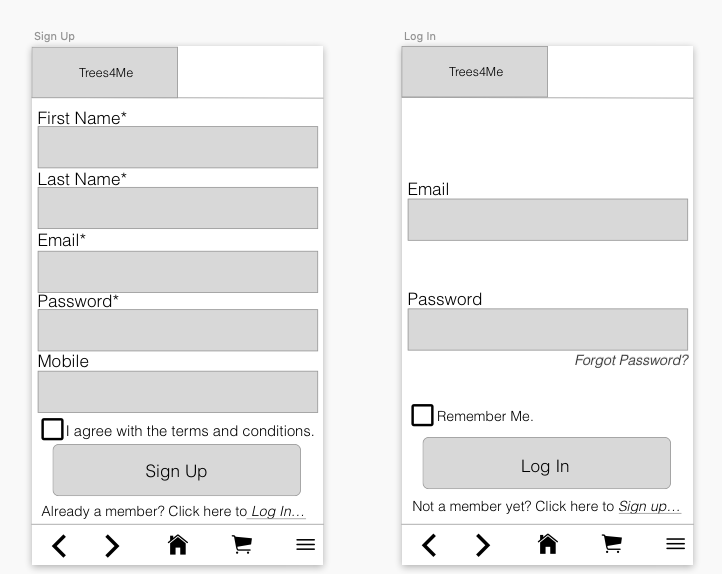 Sign Up
Trees4Me
First Name*
Last Name*
Email*
Password*
Mobile
I agree with the terms and conditions.
Sign Up
Already a member? Click here to Log In...
Log In
Trees4Me
Email
Password
Forgot Password?
Remember Me.
Log In
Not a member yet? Click here to Sign up...